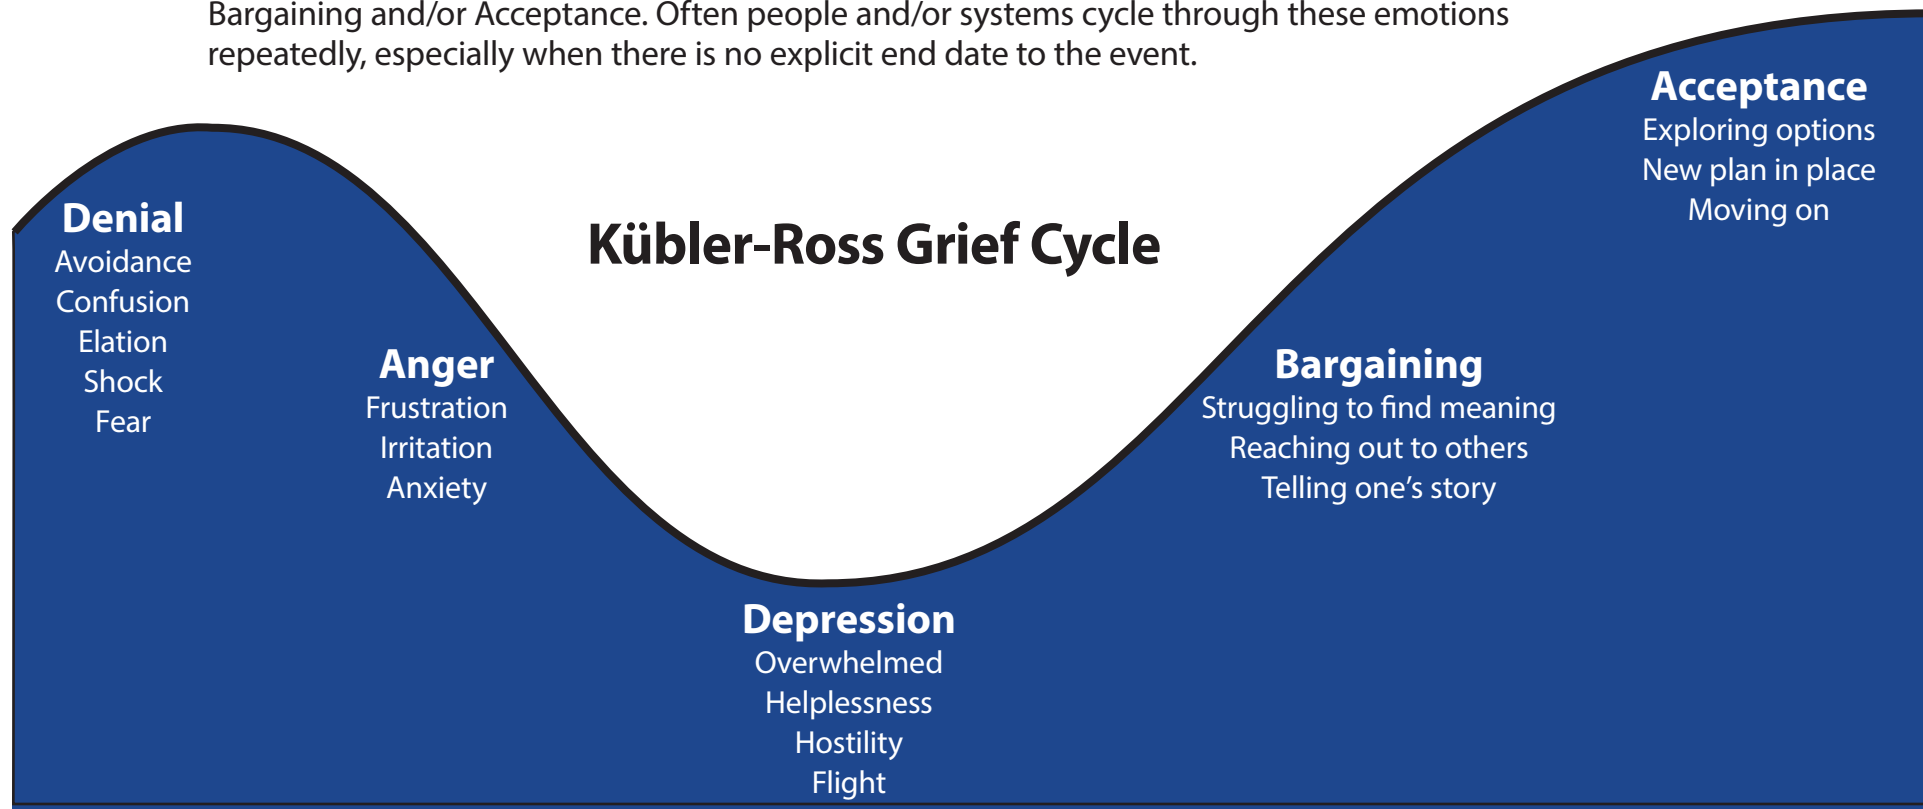 Bargaining and/or Acceptance. Often people and/or systems cycle through these emotions
repeatedly, especially when there is no explicit end date to the event.
Kübler-Ross Grief Cycle
Denial
Avoidance
Confusion
Elation
Shock
Fear
Anger
Frustration
Irritation
Anxiety
Depression
Overwhelmed
Helplessness
Hostility
Flight
Bargaining
Struggling to find meaning
Reaching out to others
Telling one’s story
Acceptance
Exploring options
New plan in place
Moving on